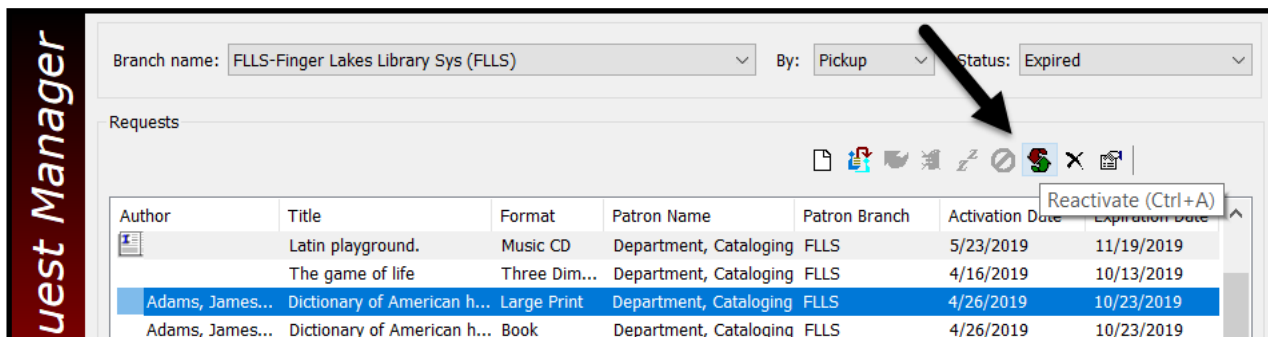 uest Manager
Branch name: FLLS-Finger Lakes Library Sys (FLLS) By: Pickup Status: Expired
Requests
Reactivate (Ctrl+A)
Author Title Format Patron Name Patron Branch Activation Date Expiration Date
Latin playground. Music CD Department, Cataloging FLLS 5/23/2019 11/19/2019
The game of life Three Dim... Department, Cataloging FLLS 4/16/2019 10/13/2019
Adams, James... Dictionary of American h... Large Print Department, Cataloging FLLS 4/26/2019 10/23/2019
Adams, James... Dictionary of American h... Book Department, Cataloging FLLS 4/26/2019 10/23/2019